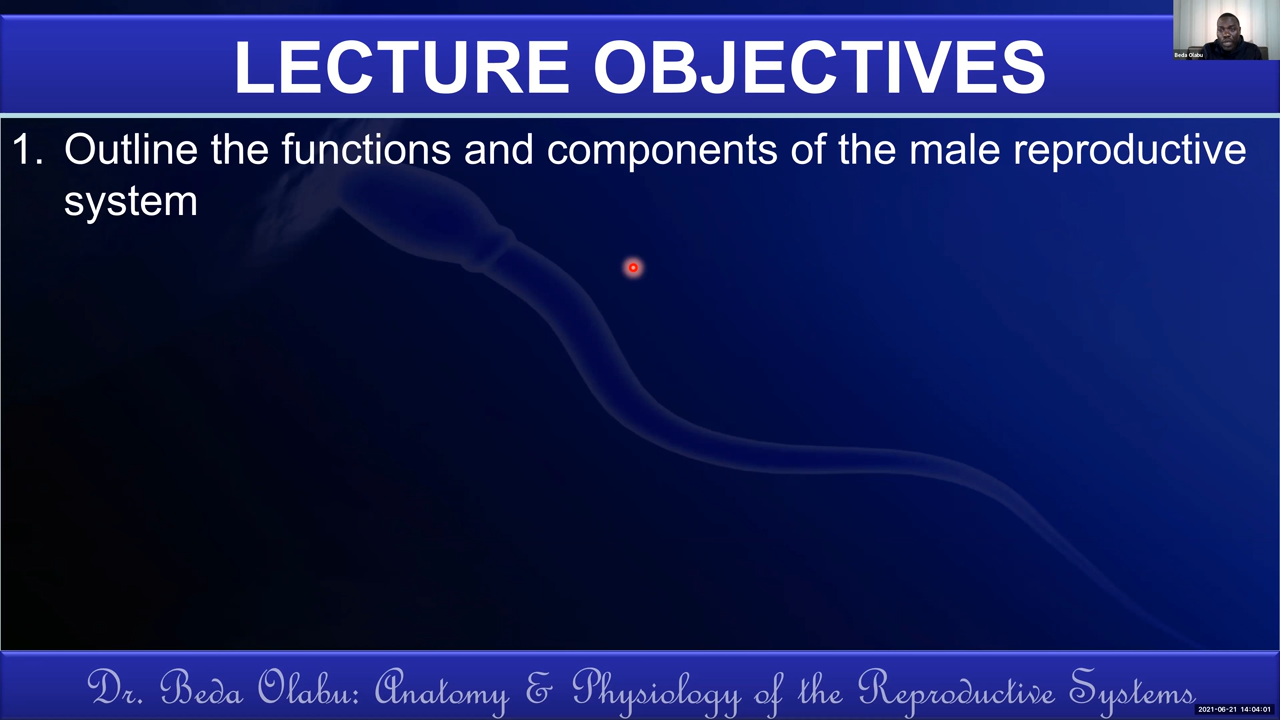 LECTURE OBJECTIVES
Beda Olabu
1. Outline the functions and components of the male reproductive
system
Dr. Beda Olabu: Anatomy & Physiology of the Reproductive Systems
2021-06-21 14:04:01